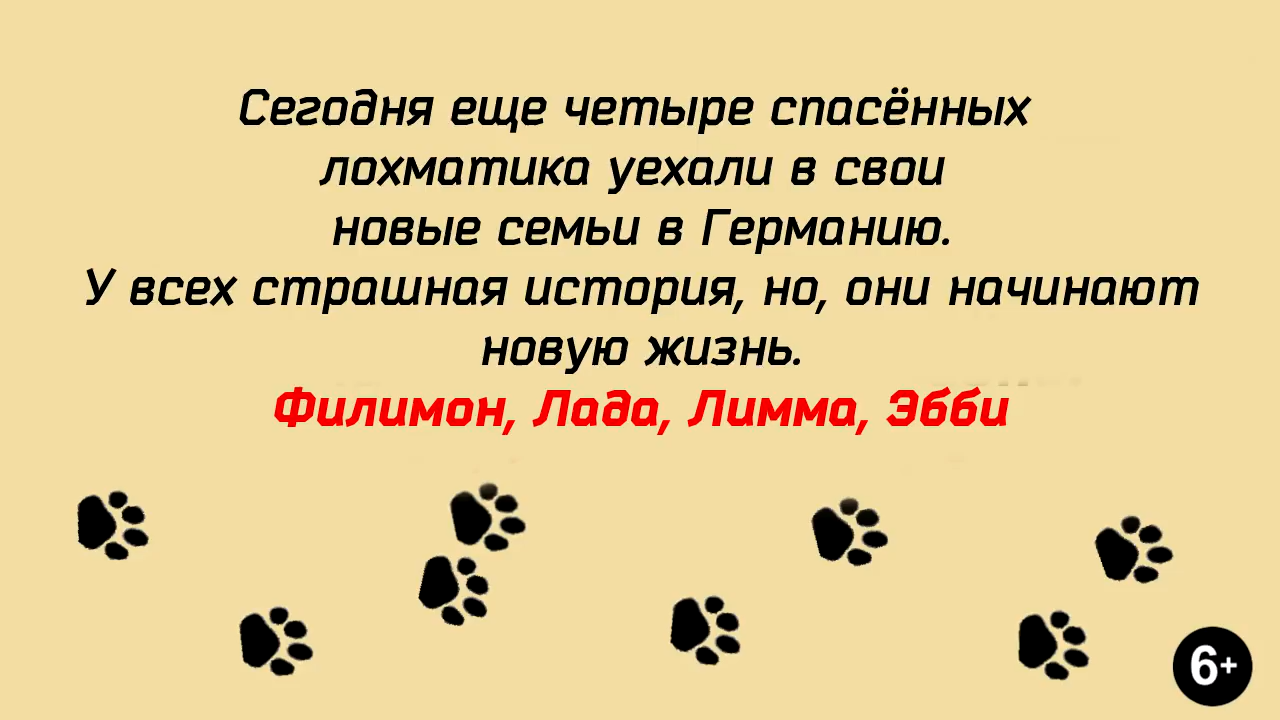 Сегодня еще четыре спасённых
лохматика уехали в свои
новые семьи в Германию.
У всех страшная история, но, они начинают
новую жизнь.
Филимон, Лада, Лимма, Эбби
6+